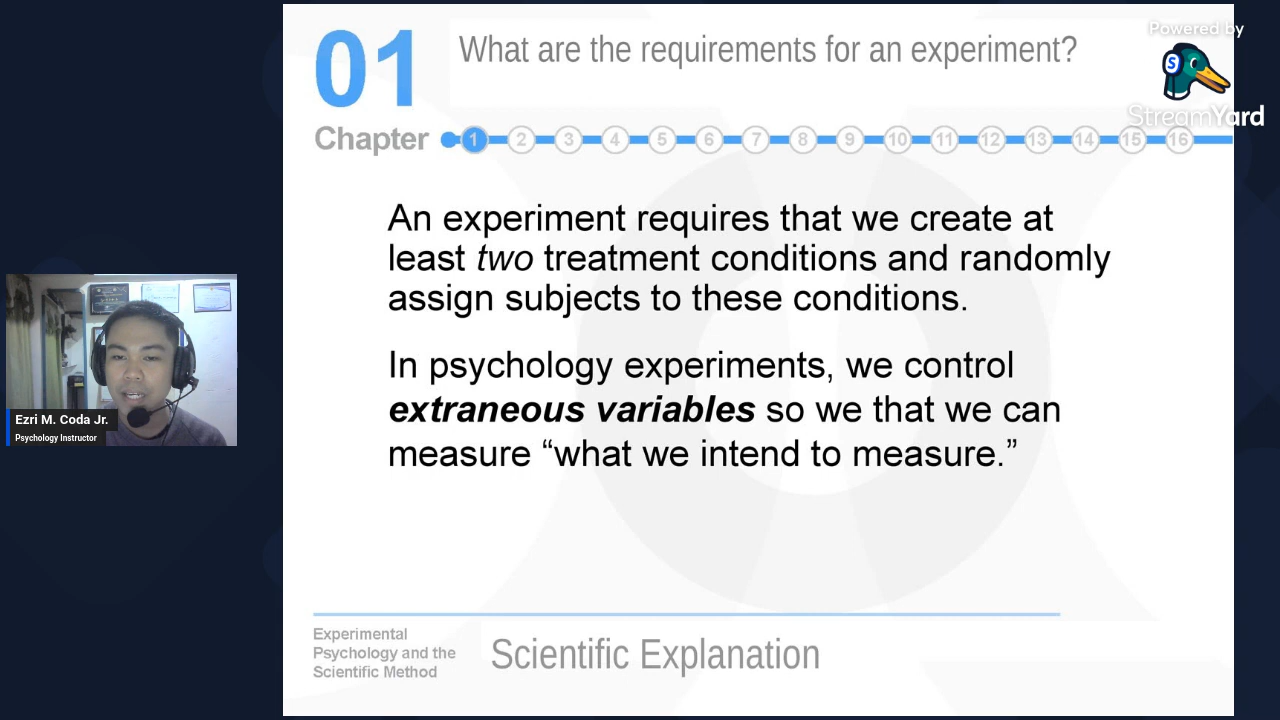 01
What are the requirements for an experiment?
Powered by
S
StreamYard
Chapter
1 2 3 4 5 6 7 8 9 10 11 12 13 14 15 16
An experiment requires that we create at
least two treatment conditions and randomly
assign subjects to these conditions.
In psychology experiments, we control
extraneous variables so we that we can
measure “what we intend to measure.”
Ezri M. Coda Jr.
Psychology Instructor
Experimental
Psychology and the
Scientific Method
Scientific Explanation